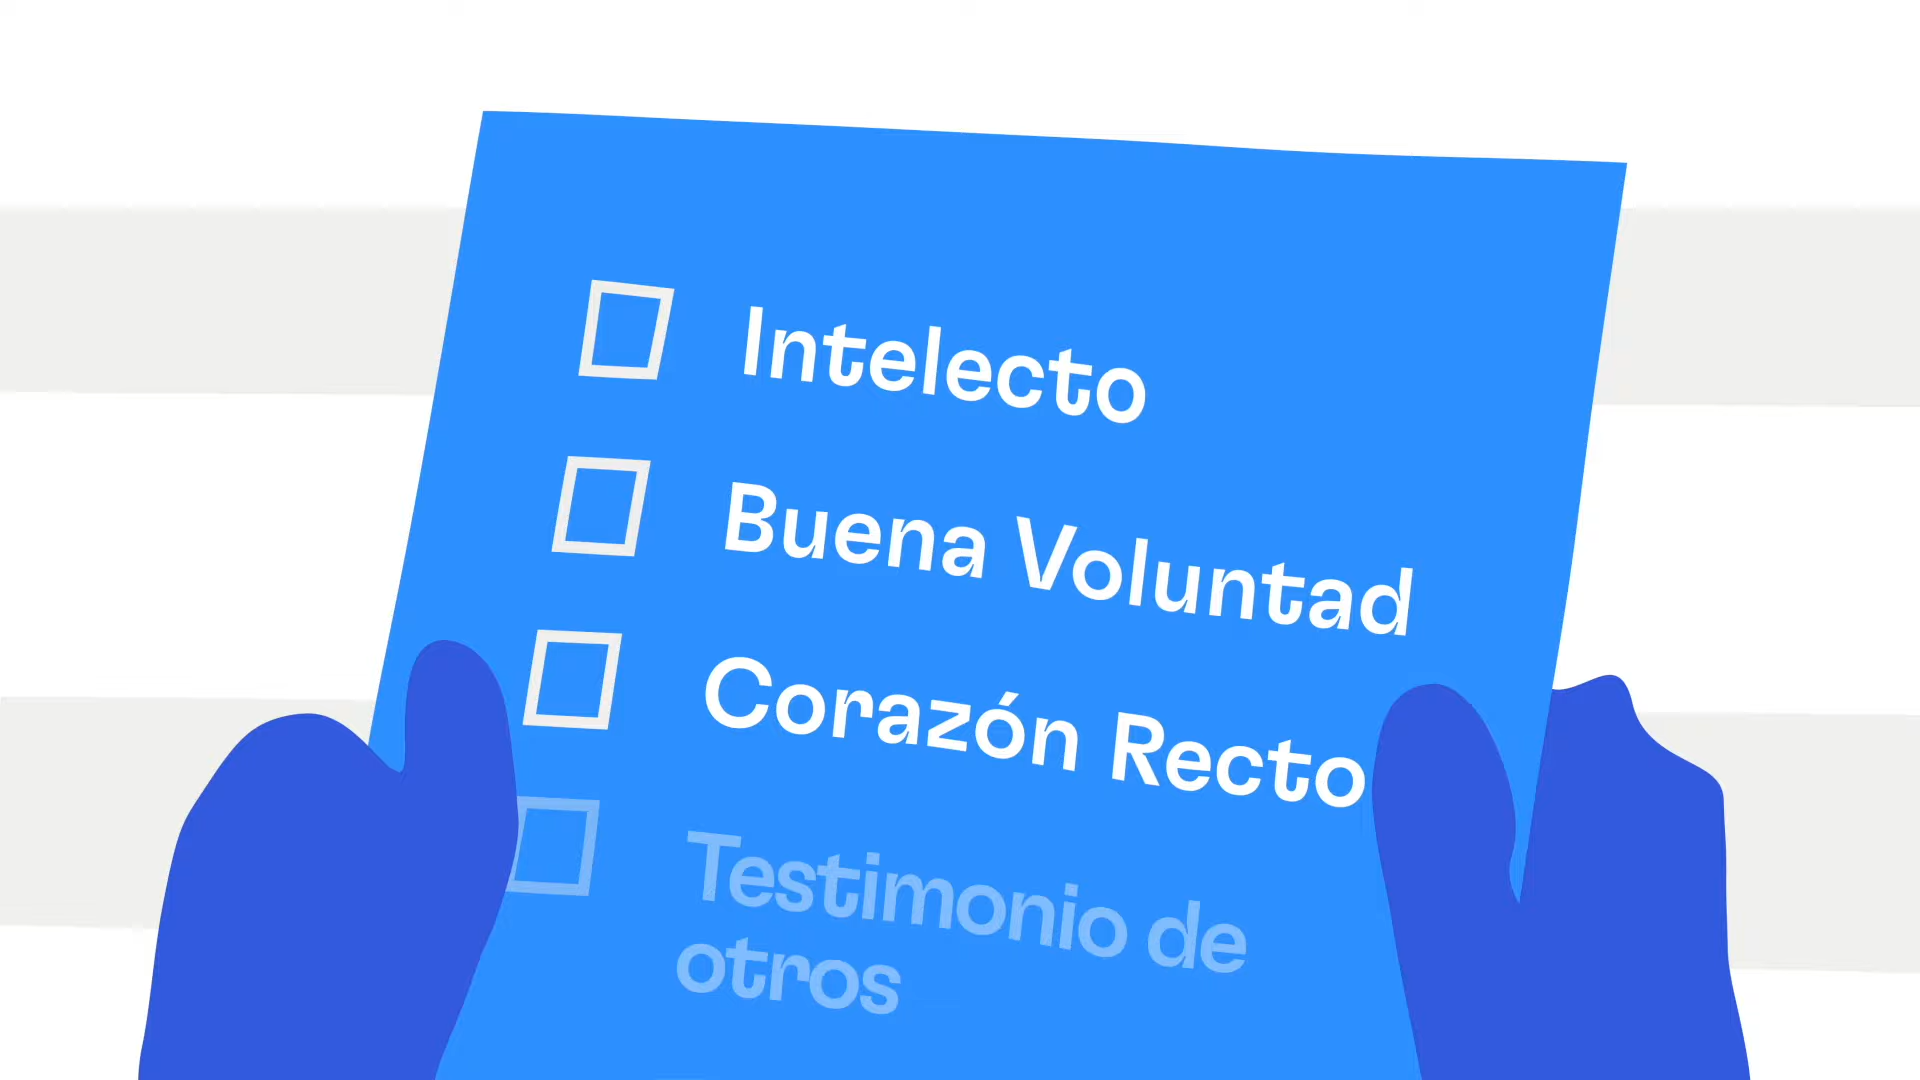 Intelecto
Buena Voluntad
Corazón Recto
Testimonio de
otros